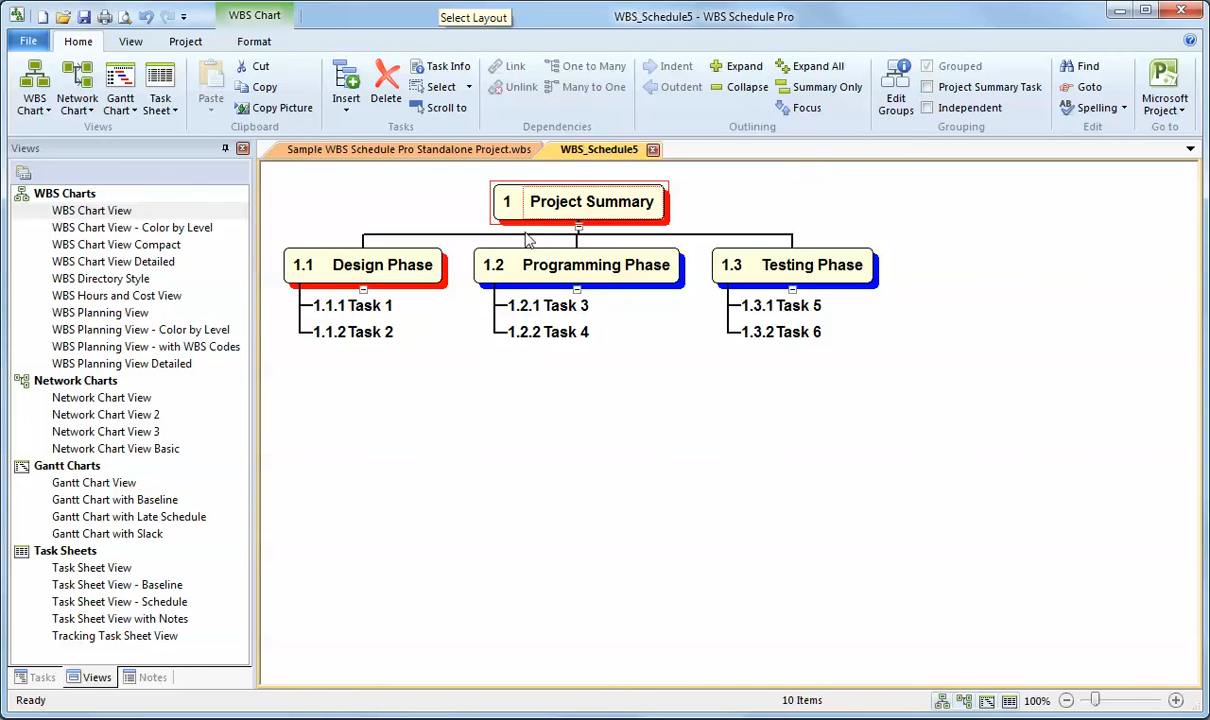 WBS Chart
Select Layout
WBS_Schedule5 - WBS Schedule Pro
File Home View Project Format
WBS Chart
Network Chart
Gantt Chart
Task Sheet
Views
Paste
Cut
Copy
Copy Picture
Clipboard
Insert
Delete
Task Info
Select
Scroll to
Tasks
Link One to Many
Unlink Many to One
Dependencies
Indent Expand Expand All
Outdent Collapse Summary Only
Focus
Outlining
Edit Groups
Grouped
Project Summary Task
Independent
Grouping
Find
Goto
Spelling
Edit
Microsoft Project
Go to
Views
Sample WBS Schedule Pro Standalone Project.wbs
WBS_Schedule5
WBS Charts
WBS Chart View
WBS Chart View - Color by Level
WBS Chart View Compact
WBS Chart View Detailed
WBS Directory Style
WBS Hours and Cost View
WBS Planning View
WBS Planning View - Color by Level
WBS Planning View - with WBS Codes
WBS Planning View Detailed
Network Charts
Network Chart View
Network Chart View 2
Network Chart View 3
Network Chart View Basic
Gantt Charts
Gantt Chart View
Gantt Chart with Baseline
Gantt Chart with Late Schedule
Gantt Chart with Slack
Task Sheets
Task Sheet View
Task Sheet View - Baseline
Task Sheet View - Schedule
Task Sheet View with Notes
Tracking Task Sheet View
Tasks Views Notes
1 Project Summary
1.1 Design Phase
1.2 Programming Phase
1.3 Testing Phase
1.1.1 Task 1
1.2.1 Task 3
1.3.1 Task 5
1.1.2 Task 2
1.2.2 Task 4
1.3.2 Task 6
Ready
10 Items
100%